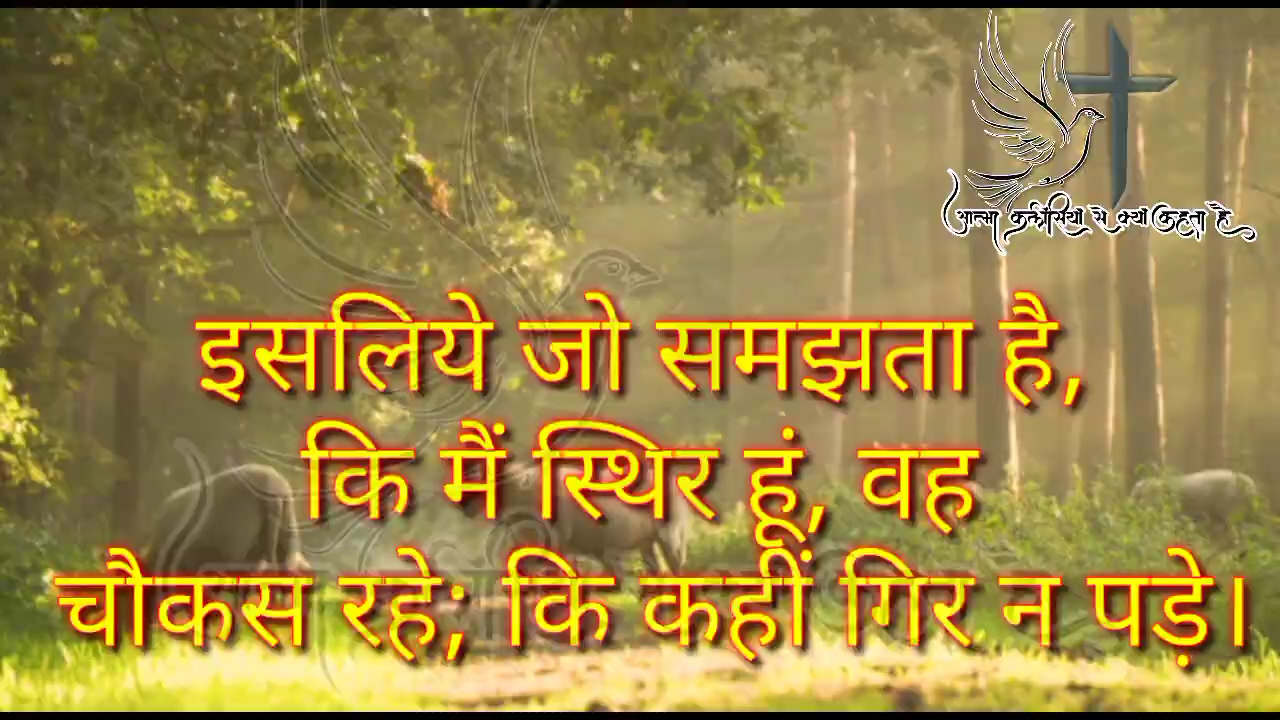 आत्मा कलीसियों से क्या कहता है
इसलिये जो समझता है,
कि मैं स्थिर हूं, वह
चौकस रहे; कि कहीं गिर न पड़े।